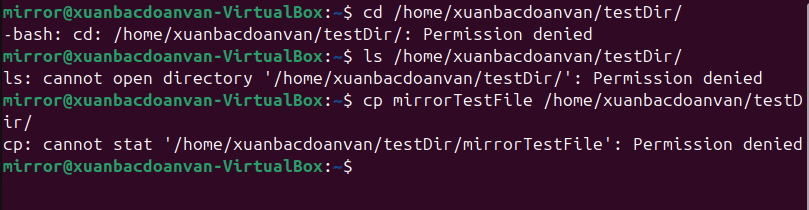 mirror@xuanbacdoanvan-VirtualBox:~$ cd /home/xuanbacdoanvan/testDir/
-bash: cd: /home/xuanbacdoanvan/testDir/: Permission denied
mirror@xuanbacdoanvan-VirtualBox:~$ ls /home/xuanbacdoanvan/testDir/
ls: cannot open directory '/home/xuanbacdoanvan/testDir/': Permission denied
mirror@xuanbacdoanvan-VirtualBox:~$ cp mirrorTestFile /home/xuanbacdoanvan/testD
ir/
cp: cannot stat '/home/xuanbacdoanvan/testDir/mirrorTestFile': Permission denied
mirror@xuanbacdoanvan-VirtualBox:~$